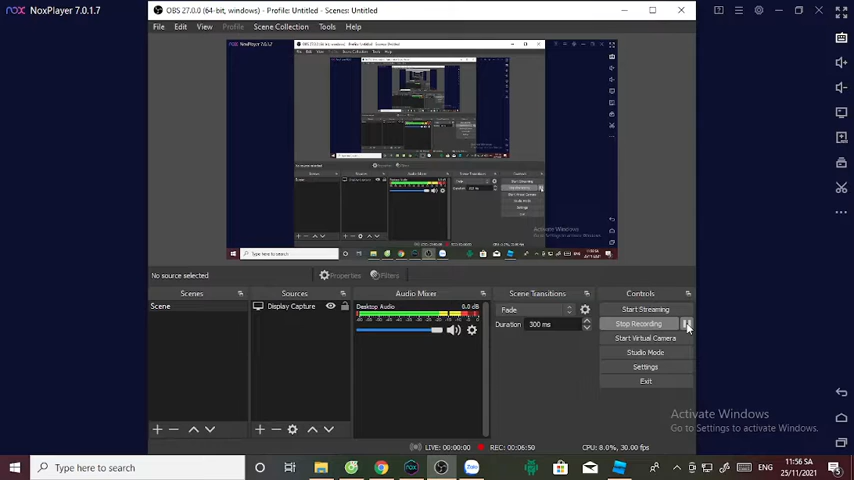 NoxPlayer 7.0.1.7
OBS 27.0.0 (64-bit, windows) - Profile: Untitled - Scenes: Untitled
File Edit View Profile Scene Collection Tools Help
No source selected
Properties
Filters
Scenes
Sources
Audio Mixer
Scene Transitions
Controls
Scene
Display Capture
Desktop Audio
0.0 dB
Fade
Duration 300 ms
Start Streaming
Stop Recording
Start Virtual Camera
Studio Mode
Settings
Exit
Activate Windows
Go to Settings to activate Windows.
LIVE: 00:00:00
REC: 00:06:50
CPU: 8.0%, 30.00 fps
Type here to search
nox
Zalo
ENG
11:56 SA
25/11/2021